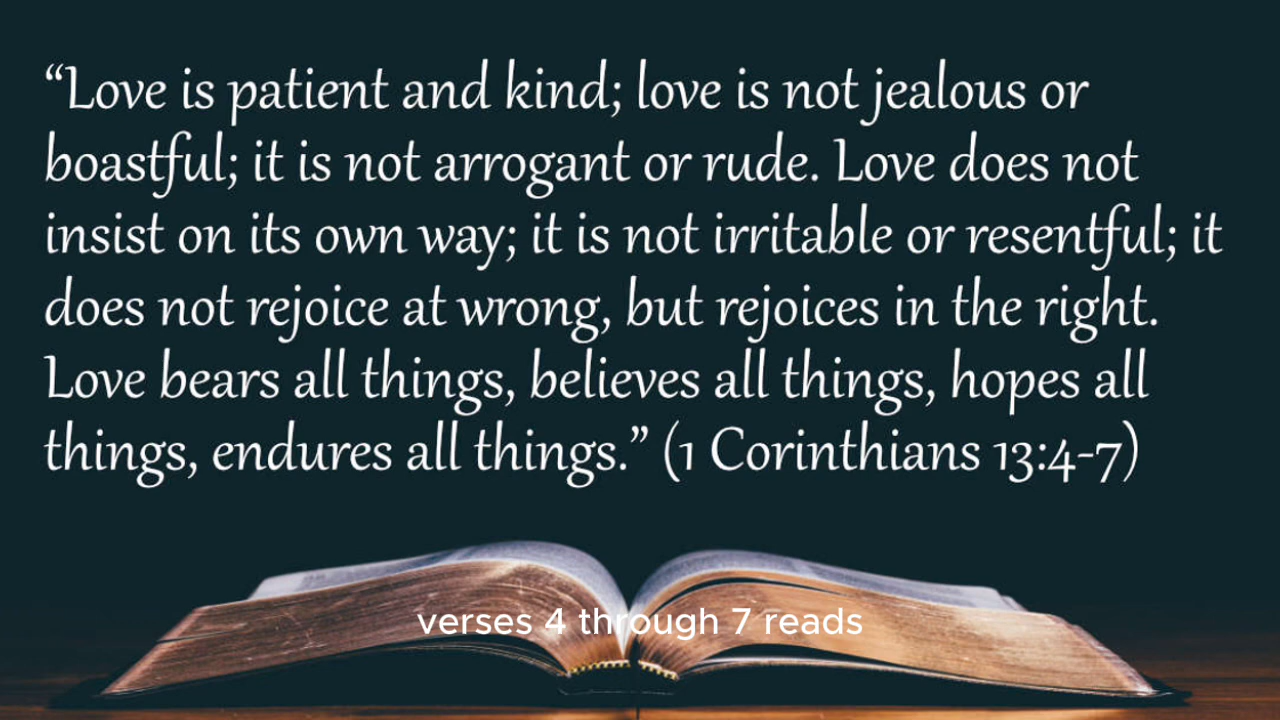 “Love is patient and kind; love is not jealous or
boastful; it is not arrogant or rude. Love does not
insist on its own way; it is not irritable or resentful; it
does not rejoice at wrong, but rejoices in the right.
Love bears all things, believes all things, hopes all
things, endures all things.” (1 Corinthians 13:4-7)
verses 4 through 7 reads